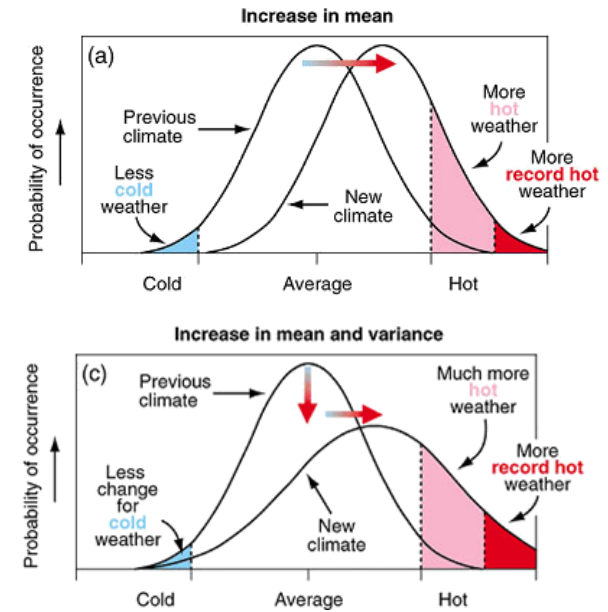 Increase in mean
(a)
Probability of occurrence
Previous
climate
Less
cold
weather
New
climate
More
hot
weather
More
record hot
weather
Cold
Average
Hot
Increase in mean and variance
(c)
Probability of occurrence
Previous
climate
Less
change
for
cold
weather
New
climate
Much more
hot
weather
More
record hot
weather
Cold
Average
Hot